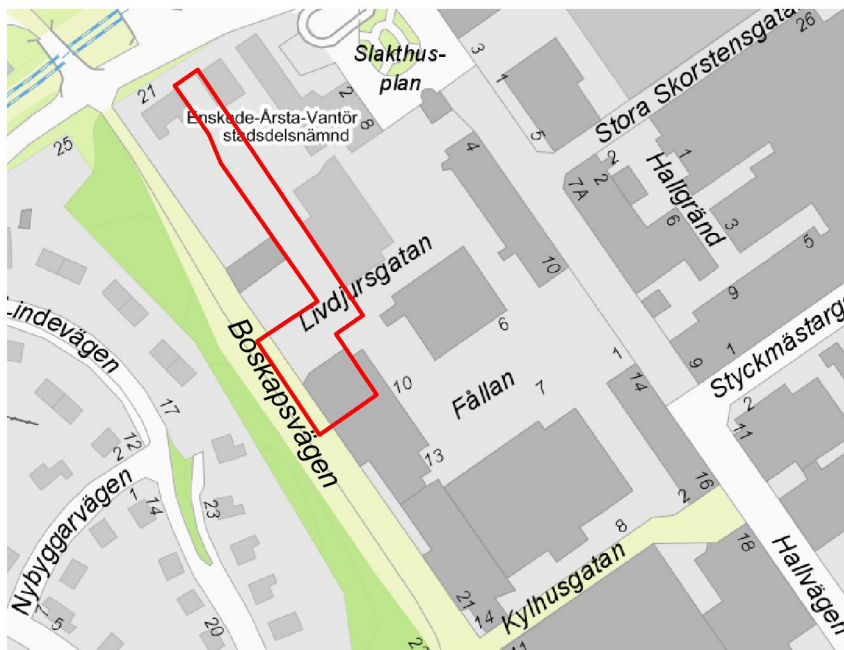 26
3
Slakthus-
plan
1
21
2
Stora Skorstensgatan
Enskede-Årsta-Vantör
stadsdelsnämnd
8
5
4
25
2
2
1
7A
Hallgränd
6
3
5
Livdjursgatan
10
9
Lindevägen
Boskapsvägen
6
1
9
1
Styckmästargo
10
14
7
Fållan
17
2
11
12
2
13
Nybyggarvägen
1
14
23
16
2
8
18
Kylhusgatan
Hallvägen
7
5
20
21
14
11